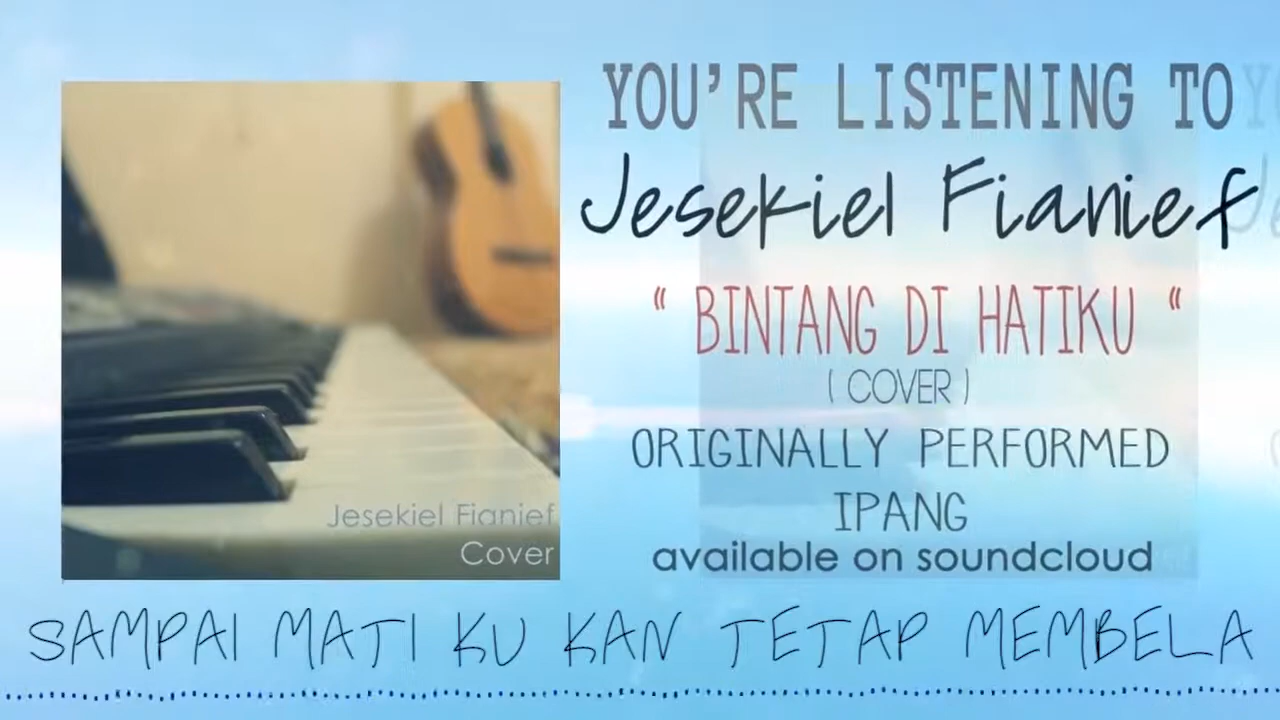 YOU'RE LISTENING TO
Jesekiel Fianief
" BINTANG DI HATIKU "
( COVER )
ORIGINALLY PERFORMED
IPANG
available on soundcloud
Jesekiel Fianief
Cover
SAMPAI MATI KU KAN TETAP MEMBELA